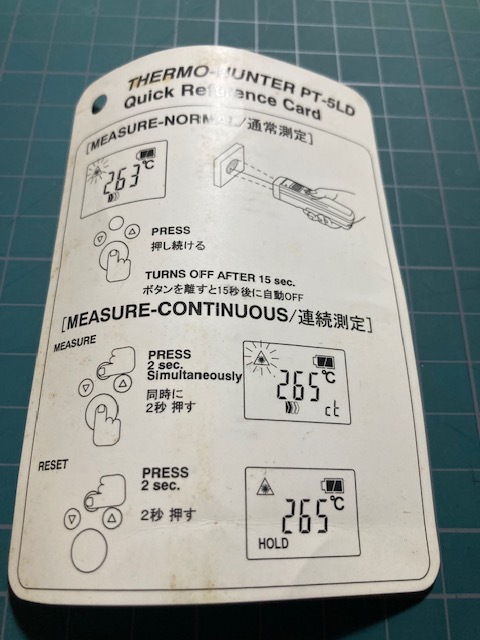 THERMO-HUNTER PT-5LD
Quick Reference Card
[MEASURE-NORMAL/通常測定]
263℃
PRESS
押し続ける
TURNS OFF AFTER 15 sec.
ボタンを離すと15秒後に自動OFF
[MEASURE-CONTINUOUS/連続測定]
MEASURE
PRESS
2 sec.
Simultaneously
同時に
2秒 押す
265℃
ct
RESET
PRESS
2 sec.
2秒 押す
265℃
HOLD